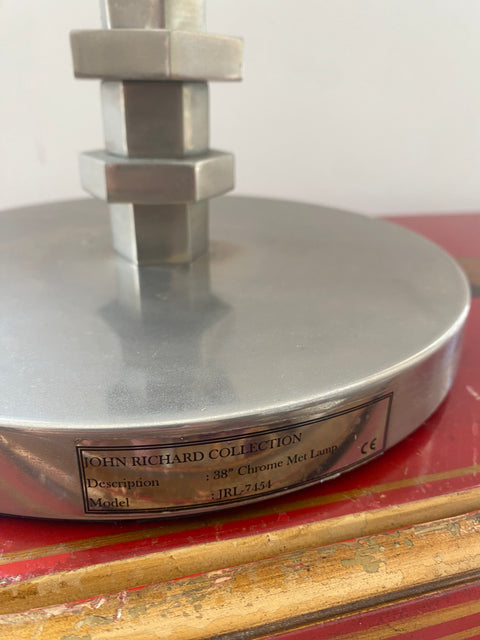 JOHN RICHARD COLLECTION
Description : 38" Chrome Met Lamp
Model : JRL-7454
CE